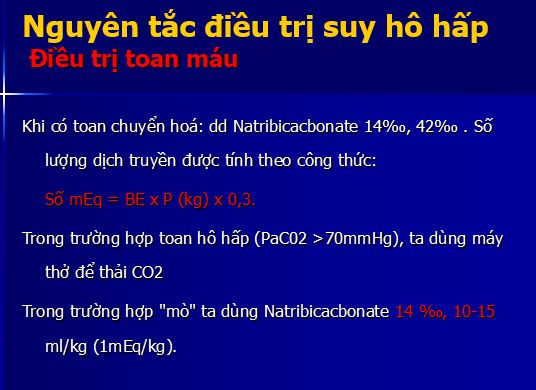 Nguyên tắc điều trị suy hô hấp
Điều trị toan máu
Khi có toan chuyển hoá: dd Natribicacbonate 14‰, 42‰ . Số
lượng dịch truyền được tính theo công thức:
Số mEq = BE x P (kg) x 0,3.
Trong trường hợp toan hô hấp (PaC02 >70mmHg), ta dùng máy
thở để thải CO2
Trong trường hợp "mò" ta dùng Natribicacbonate 14 ‰, 10-15
ml/kg (1mEq/kg).